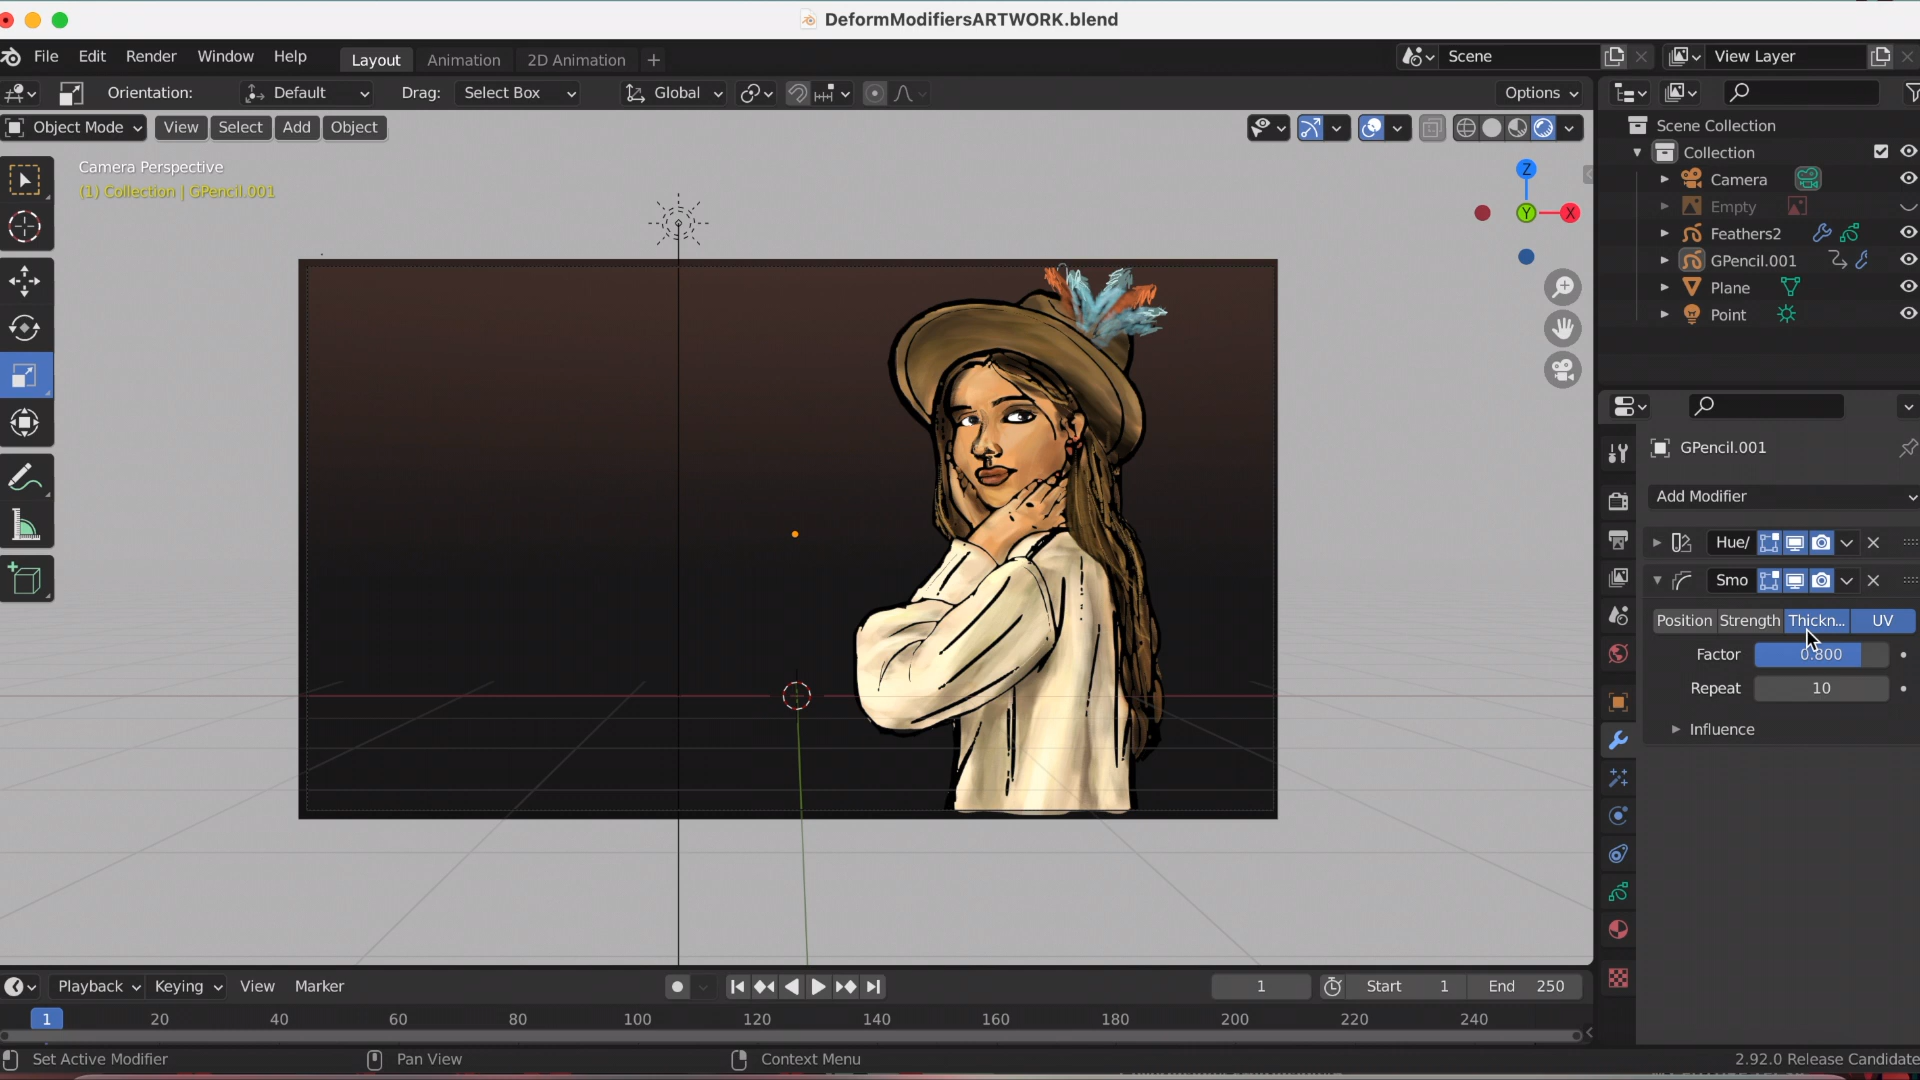 DeformModifiersARTWORK.blend
File Edit Render Window Help Layout Animation 2D Animation + Scene View Layer
Orientation: Default Drag: Select Box Global Options
Object Mode View Select Add Object
Camera Perspective
(1) Collection | GPencil.001
Z
Y X
Scene Collection
Collection
Camera
Empty
Feathers2
GPencil.001
Plane
Point
GPencil.001
Add Modifier
Hue/
Smo
Position Strength Thickn... UV
Factor 0.800
Repeat 10
Influence
Playback Keying View Marker 1 Start 1 End 250
1 20 40 60 80 100 120 140 160 180 200 220 240
Set Active Modifier Pan View Context Menu 2.92.0 Release Candidate